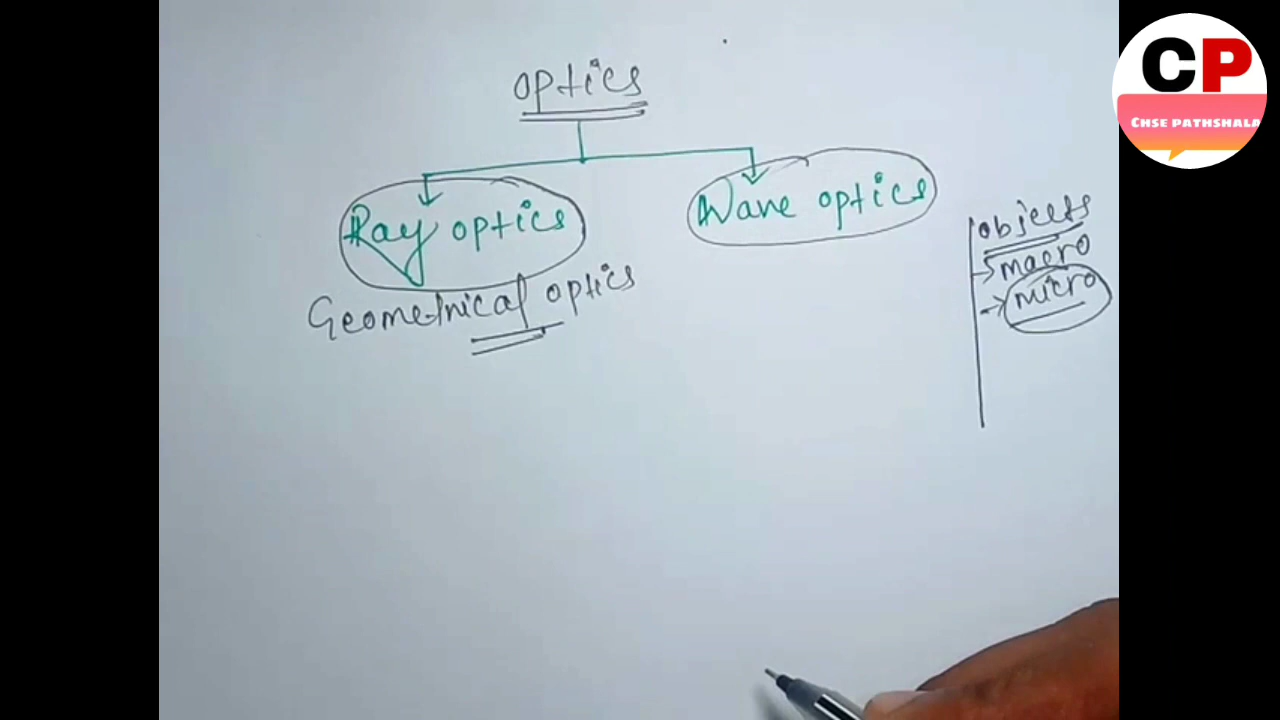 optics
Ray optics
Wave optics
Geometrical optics
objects
macro
micro
CP
CHSE PATHSHALA